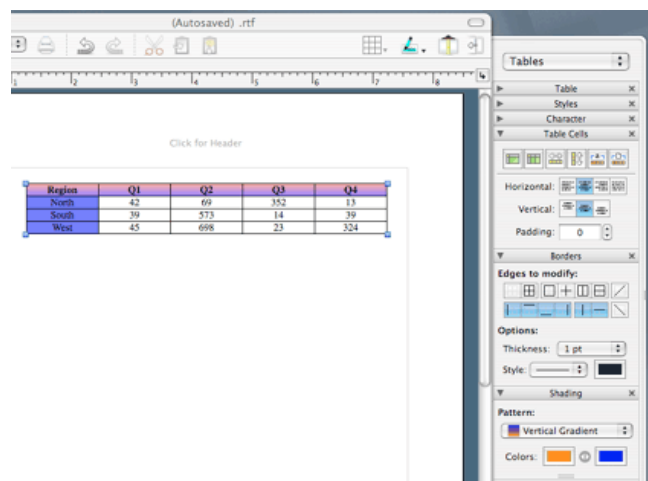 (Autosaved) .rtf
1 2 3 4 5 6 7 8
Click for Header
Region Q1 Q2 Q3 Q4
North 42 69 352 13
South 39 573 14 39
West 45 698 23 324
Tables
Table
Styles
Character
Table Cells
Horizontal:
Vertical:
Padding: 0
Borders
Edges to modify:
Options:
Thickness: 1 pt
Style:
Shading
Pattern:
Vertical Gradient
Colors: